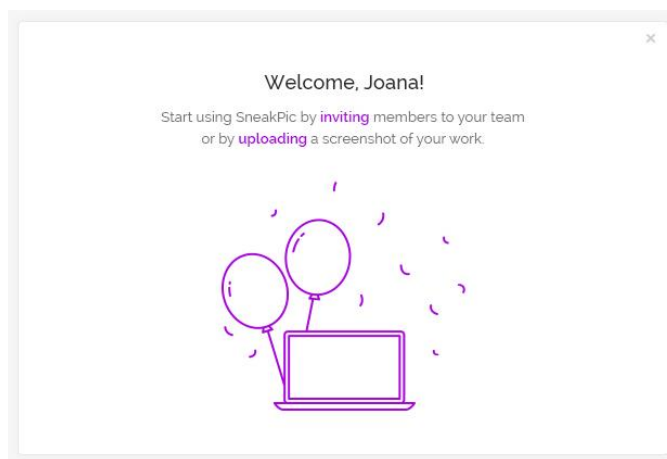 Welcome, Joana!
Start using SneakPic by inviting members to your team
or by uploading a screenshot of your work.